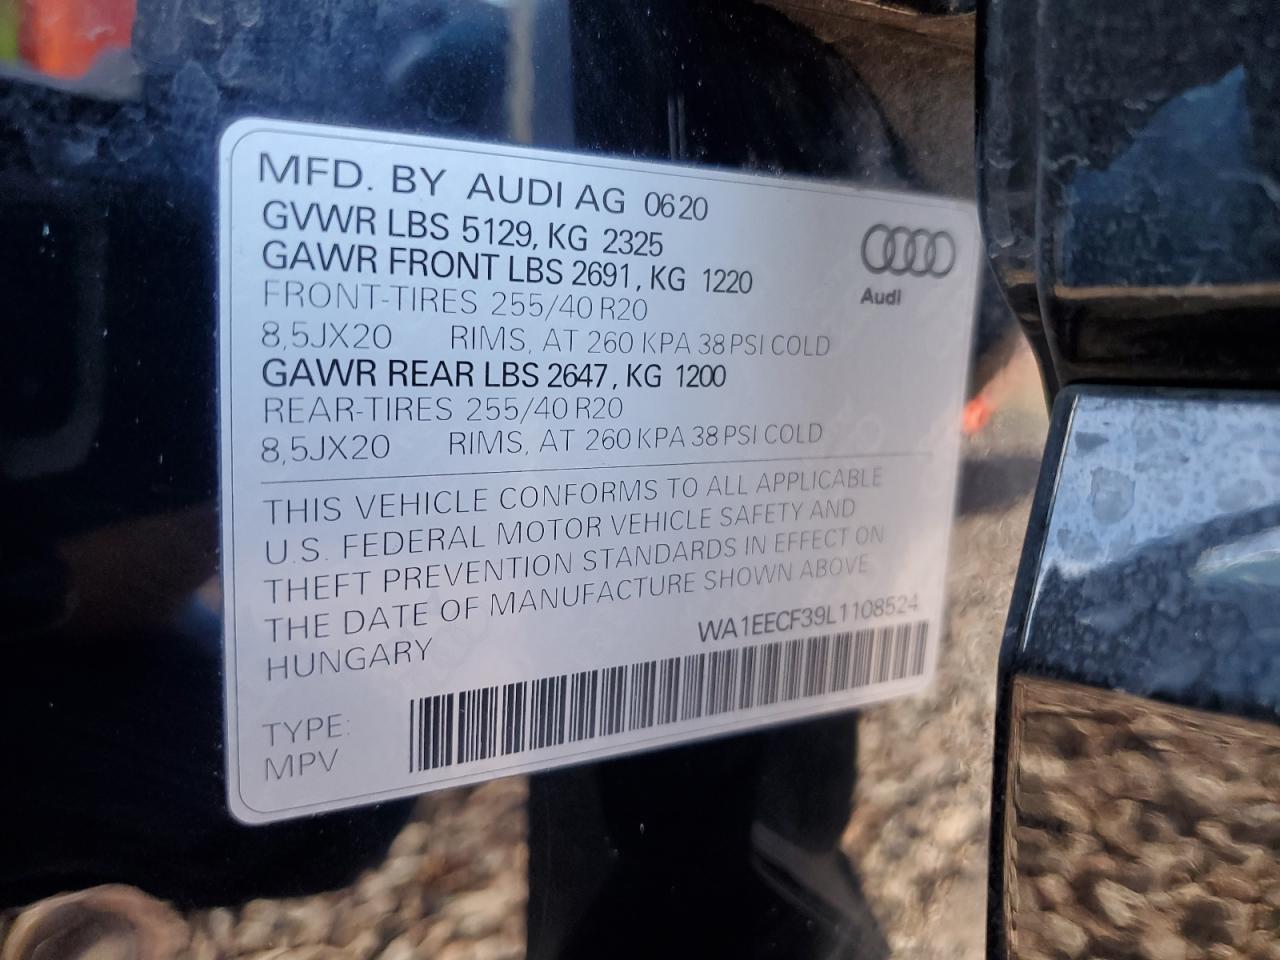 MFD. BY AUDI AG 0620
GVWR LBS 5129, KG 2325
GAWR FRONT LBS 2691, KG 1220
FRONT-TIRES 255/40 R20
8,5JX20 RIMS, AT 260 KPA 38 PSI COLD
GAWR REAR LBS 2647, KG 1200
REAR-TIRES 255/40 R20
8,5JX20 RIMS, AT 260 KPA 38 PSI COLD
Audi
THIS VEHICLE CONFORMS TO ALL APPLICABLE
U.S. FEDERAL MOTOR VEHICLE SAFETY AND
THEFT PREVENTION STANDARDS IN EFFECT ON
THE DATE OF MANUFACTURE SHOWN ABOVE
HUNGARY
WA1EECF39L1108524
TYPE:
MPV